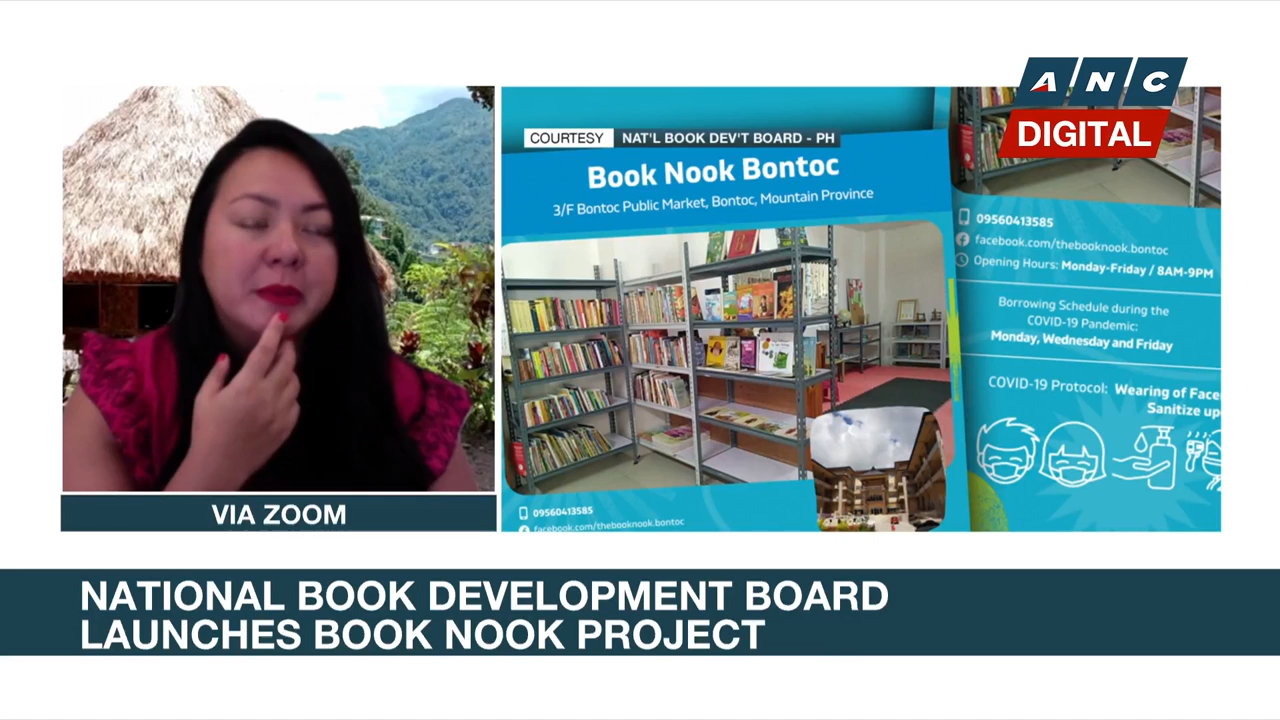 ANC
DIGITAL
COURTESY NAT'L BOOK DEV'T BOARD - PH
Book Nook Bontoc
3/F Bontoc Public Market, Bontoc, Mountain Province
09560413585
facebook.com/thebooknook.bontoc
09560413585
facebook.com/thebooknook.bontoc
Opening Hours: Monday-Friday / 8AM-9PM
Borrowing Schedule during the
COVID-19 Pandemic:
Monday, Wednesday and Friday
COVID-19 Protocol: Wearing of Face
Sanitize up
VIA ZOOM
NATIONAL BOOK DEVELOPMENT BOARD
LAUNCHES BOOK NOOK PROJECT